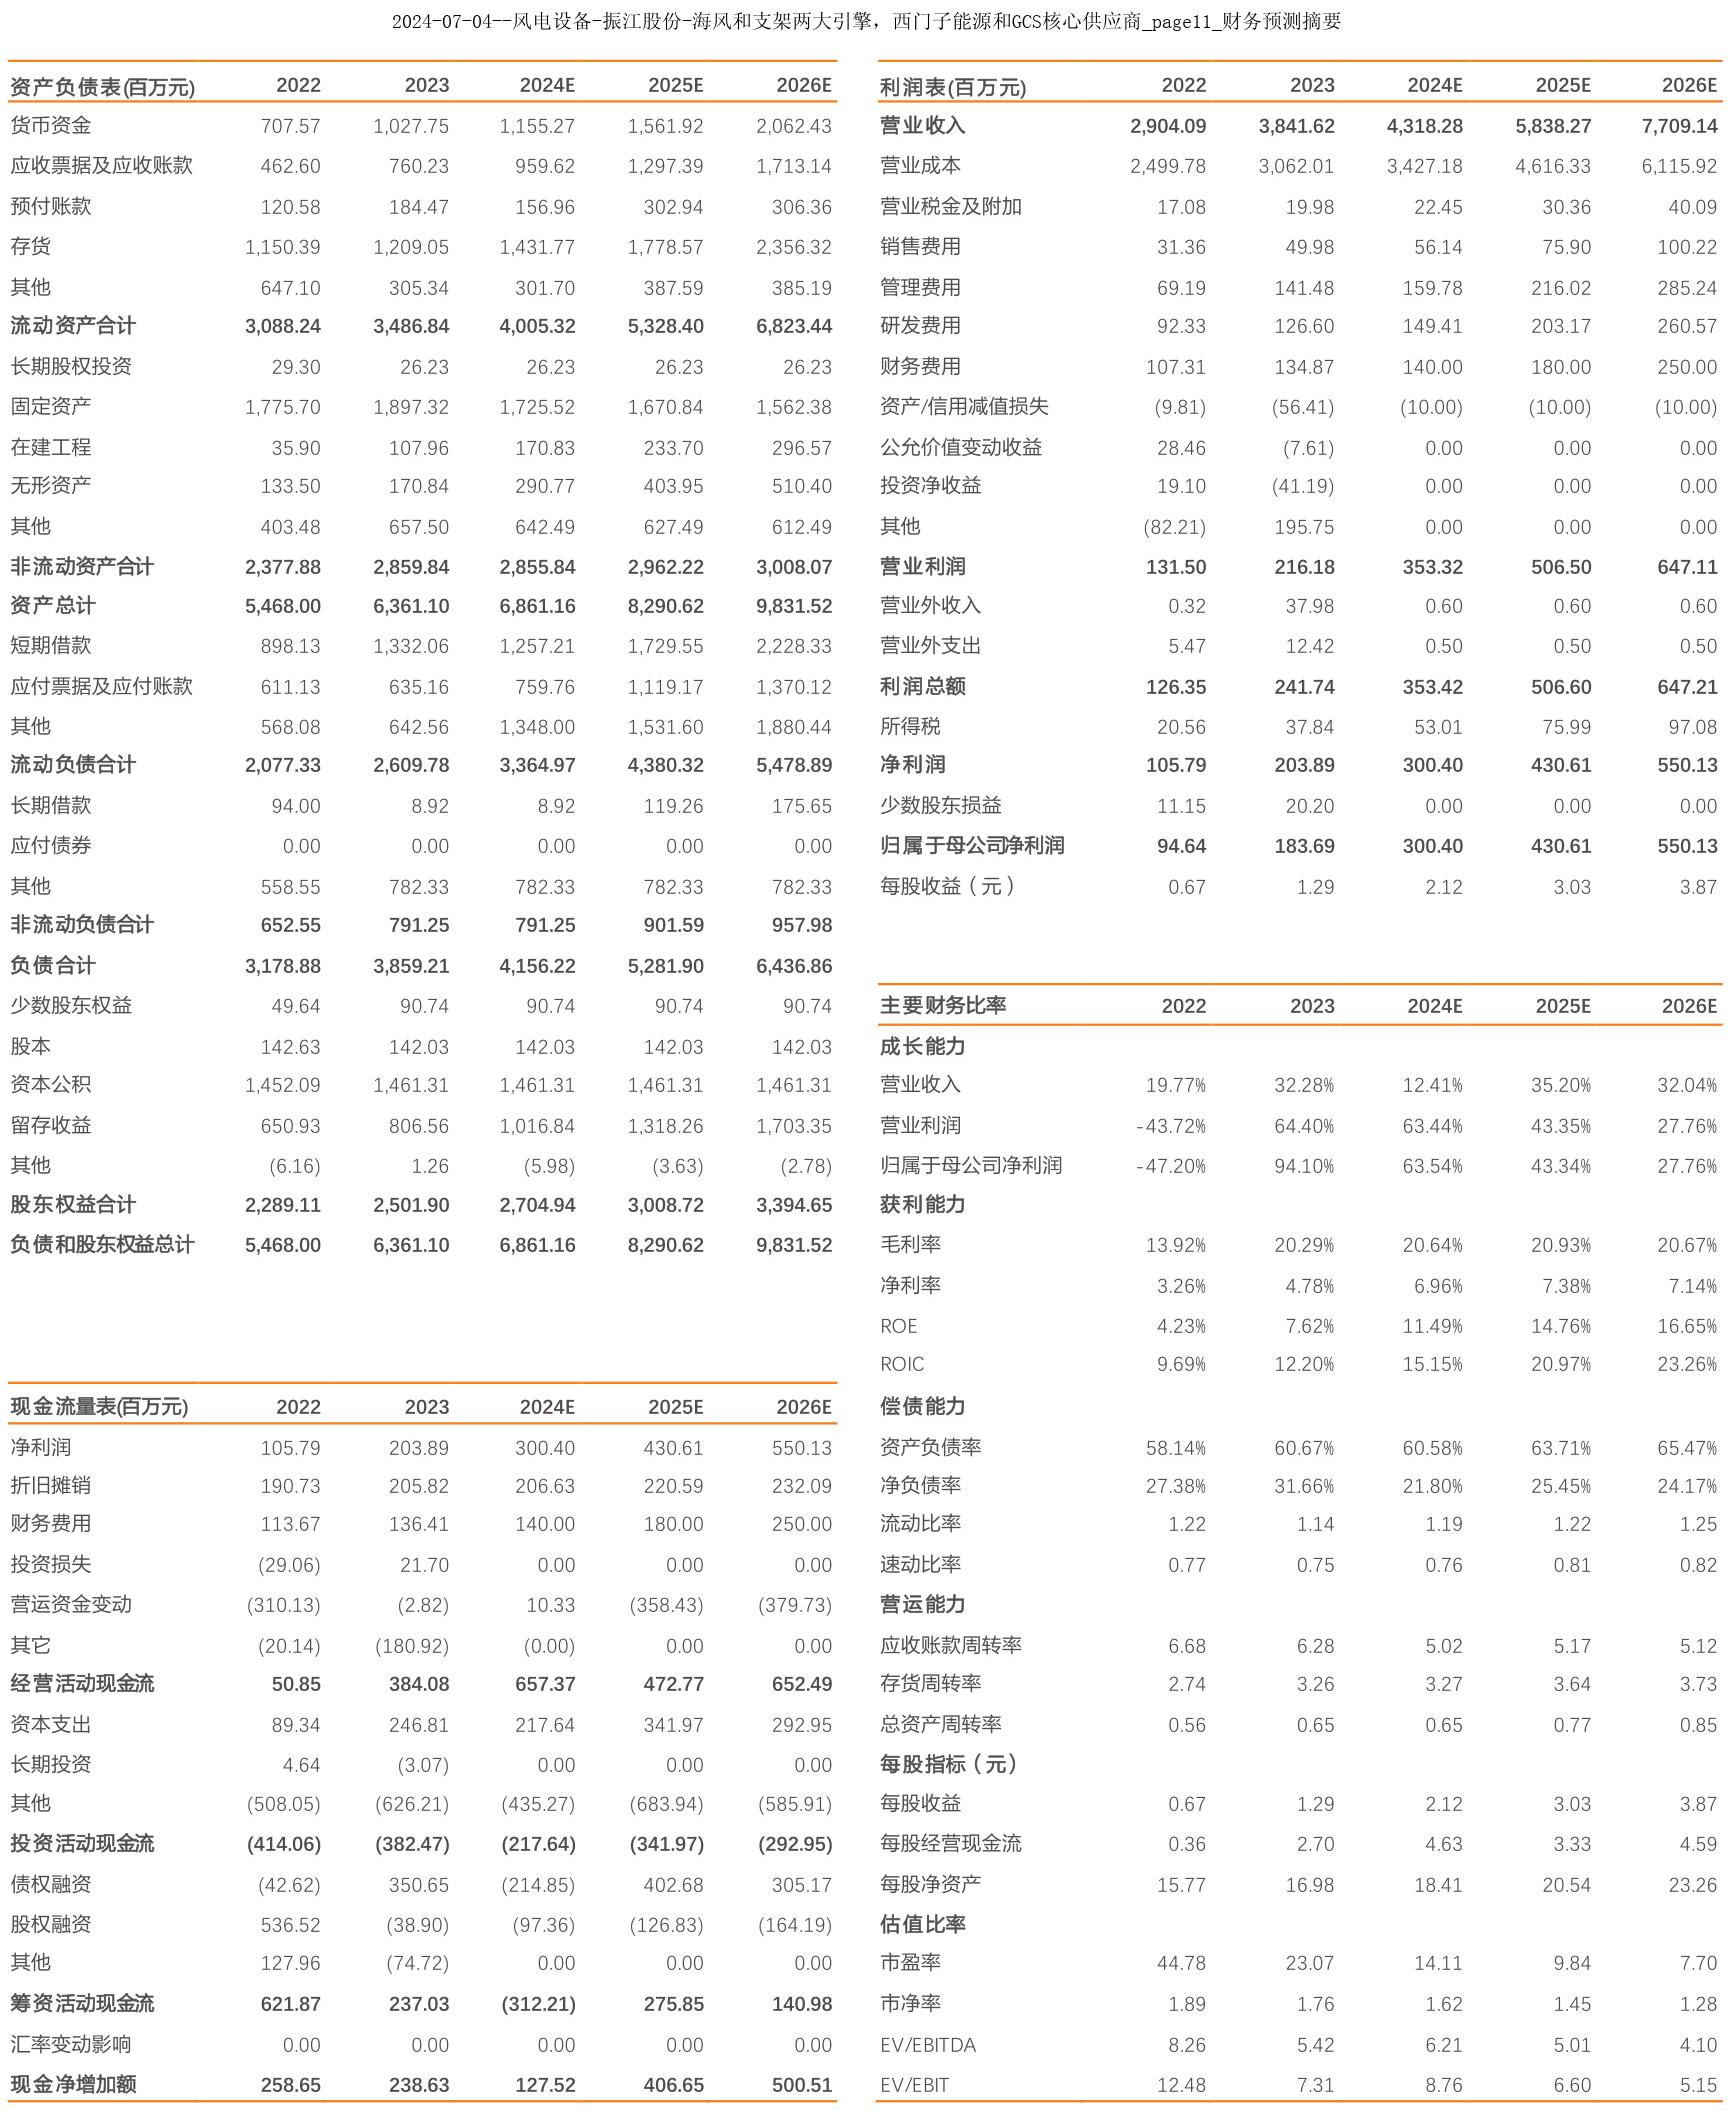 2024-07-04--风电设备-振江股份-海风和支架两大引擎，西门子能源和GCS核心供应商_page11_财务预测摘要
资产负债表(百万元) 2022 2023 2024E 2025E 2026E
货币资金 707.57 1,027.75 1,155.27 1,561.92 2,062.43
应收票据及应收账款 462.60 760.23 959.62 1,297.39 1,713.14
预付账款 120.58 184.47 156.96 302.94 306.36
存货 1,150.39 1,209.05 1,431.77 1,778.57 2,356.32
其他 647.10 305.34 301.70 387.59 385.19
流动资产合计 3,088.24 3,486.84 4,005.32 5,328.40 6,823.44
长期股权投资 29.30 26.23 26.23 26.23 26.23
固定资产 1,775.70 1,897.32 1,725.52 1,670.84 1,562.38
在建工程 35.90 107.96 170.83 233.70 296.57
无形资产 133.50 170.84 290.77 403.95 510.40
其他 403.48 657.50 642.49 627.49 612.49
非流动资产合计 2,377.88 2,859.84 2,855.84 2,962.22 3,008.07
资产总计 5,468.00 6,361.10 6,861.16 8,290.62 9,831.52
短期借款 898.13 1,332.06 1,257.21 1,729.55 2,228.33
应付票据及应付账款 611.13 635.16 759.76 1,119.17 1,370.12
其他 568.08 642.56 1,348.00 1,531.60 1,880.44
流动负债合计 2,077.33 2,609.78 3,364.97 4,380.32 5,478.89
长期借款 94.00 8.92 8.92 119.26 175.65
应付债券 0.00 0.00 0.00 0.00 0.00
其他 558.55 782.33 782.33 782.33 782.33
非流动负债合计 652.55 791.25 791.25 901.59 957.98
负债合计 3,178.88 3,859.21 4,156.22 5,281.90 6,436.86
少数股东权益 49.64 90.74 90.74 90.74 90.74
股本 142.63 142.03 142.03 142.03 142.03
资本公积 1,452.09 1,461.31 1,461.31 1,461.31 1,461.31
留存收益 650.93 806.56 1,016.84 1,318.26 1,703.35
其他 (6.16) 1.26 (5.98) (3.63) (2.78)
股东权益合计 2,289.11 2,501.90 2,704.94 3,008.72 3,394.65
负债和股东权益总计 5,468.00 6,361.10 6,861.16 8,290.62 9,831.52
现金流量表(百万元) 2022 2023 2024E 2025E 2026E
净利润 105.79 203.89 300.40 430.61 550.13
折旧摊销 190.73 205.82 206.63 220.59 232.09
财务费用 113.67 136.41 140.00 180.00 250.00
投资损失 (29.06) 21.70 0.00 0.00 0.00
营运资金变动 (310.13) (2.82) 10.33 (358.43) (379.73)
其它 (20.14) (180.92) (0.00) 0.00 0.00
经营活动现金流 50.85 384.08 657.37 472.77 652.49
资本支出 89.34 246.81 217.64 341.97 292.95
长期投资 4.64 (3.07) 0.00 0.00 0.00
其他 (508.05) (626.21) (435.27) (683.94) (585.91)
投资活动现金流 (414.06) (382.47) (217.64) (341.97) (292.95)
债权融资 (42.62) 350.65 (214.85) 402.68 305.17
股权融资 536.52 (38.90) (97.36) (126.83) (164.19)
其他 127.96 (74.72) 0.00 0.00 0.00
筹资活动现金流 621.87 237.03 (312.21) 275.85 140.98
汇率变动影响 0.00 0.00 0.00 0.00 0.00
现金净增加额 258.65 238.63 127.52 406.65 500.51
利润表(百万元) 2022 2023 2024E 2025E 2026E
营业收入 2,904.09 3,841.62 4,318.28 5,838.27 7,709.14
营业成本 2,499.78 3,062.01 3,427.18 4,616.33 6,115.92
营业税金及附加 17.08 19.98 22.45 30.36 40.09
销售费用 31.36 49.98 56.14 75.90 100.22
管理费用 69.19 141.48 159.78 216.02 285.24
研发费用 92.33 126.60 149.41 203.17 260.57
财务费用 107.31 134.87 140.00 180.00 250.00
资产/信用减值损失 (9.81) (56.41) (10.00) (10.00) (10.00)
公允价值变动收益 28.46 (7.61) 0.00 0.00 0.00
投资净收益 19.10 (41.19) 0.00 0.00 0.00
其他 (82.21) 195.75 0.00 0.00 0.00
营业利润 131.50 216.18 353.32 506.50 647.11
营业外收入 0.32 37.98 0.60 0.60 0.60
营业外支出 5.47 12.42 0.50 0.50 0.50
利润总额 126.35 241.74 353.42 506.60 647.21
所得税 20.56 37.84 53.01 75.99 97.08
净利润 105.79 203.89 300.40 430.61 550.13
少数股东损益 11.15 20.20 0.00 0.00 0.00
归属于母公司净利润 94.64 183.69 300.40 430.61 550.13
每股收益（元） 0.67 1.29 2.12 3.03 3.87
主要财务比率 2022 2023 2024E 2025E 2026E
成长能力
营业收入 19.77% 32.28% 12.41% 35.20% 32.04%
营业利润 -43.72% 64.40% 63.44% 43.35% 27.76%
归属于母公司净利润 -47.20% 94.10% 63.54% 43.34% 27.76%
获利能力
毛利率 13.92% 20.29% 20.64% 20.93% 20.67%
净利率 3.26% 4.78% 6.96% 7.38% 7.14%
ROE 4.23% 7.62% 11.49% 14.76% 16.65%
ROIC 9.69% 12.20% 15.15% 20.97% 23.26%
偿债能力
资产负债率 58.14% 60.67% 60.58% 63.71% 65.47%
净负债率 27.38% 31.66% 21.80% 25.45% 24.17%
流动比率 1.22 1.14 1.19 1.22 1.25
速动比率 0.77 0.75 0.76 0.81 0.82
营运能力
应收账款周转率 6.68 6.28 5.02 5.17 5.12
存货周转率 2.74 3.26 3.27 3.64 3.73
总资产周转率 0.56 0.65 0.65 0.77 0.85
每股指标（元）
每股收益 0.67 1.29 2.12 3.03 3.87
每股经营现金流 0.36 2.70 4.63 3.33 4.59
每股净资产 15.77 16.98 18.41 20.54 23.26
估值比率
市盈率 44.78 23.07 14.11 9.84 7.70
市净率 1.89 1.76 1.62 1.45 1.28
EV/EBITDA 8.26 5.42 6.21 5.01 4.10
EV/EBIT 12.48 7.31 8.76 6.60 5.15